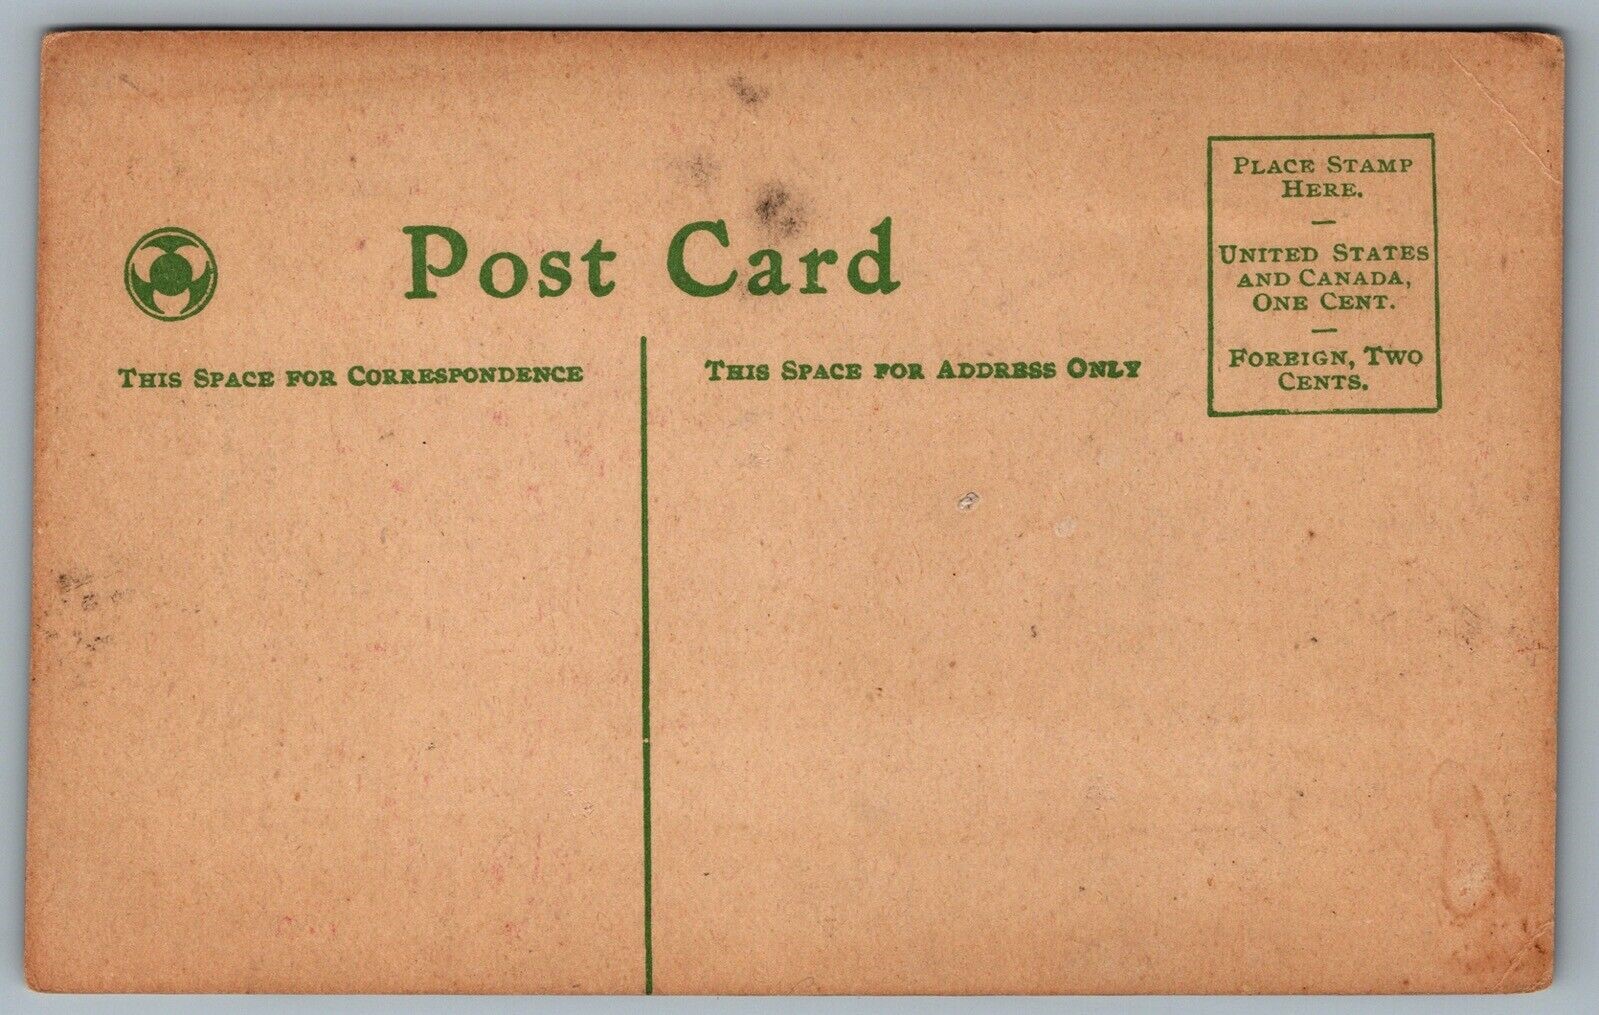 Post Card
THIS SPACE FOR CORRESPONDENCE
THIS SPACE FOR ADDRESS ONLY
PLACE STAMP
HERE.
—
UNITED STATES
AND CANADA,
ONE CENT.
—
FOREIGN, TWO
CENTS.